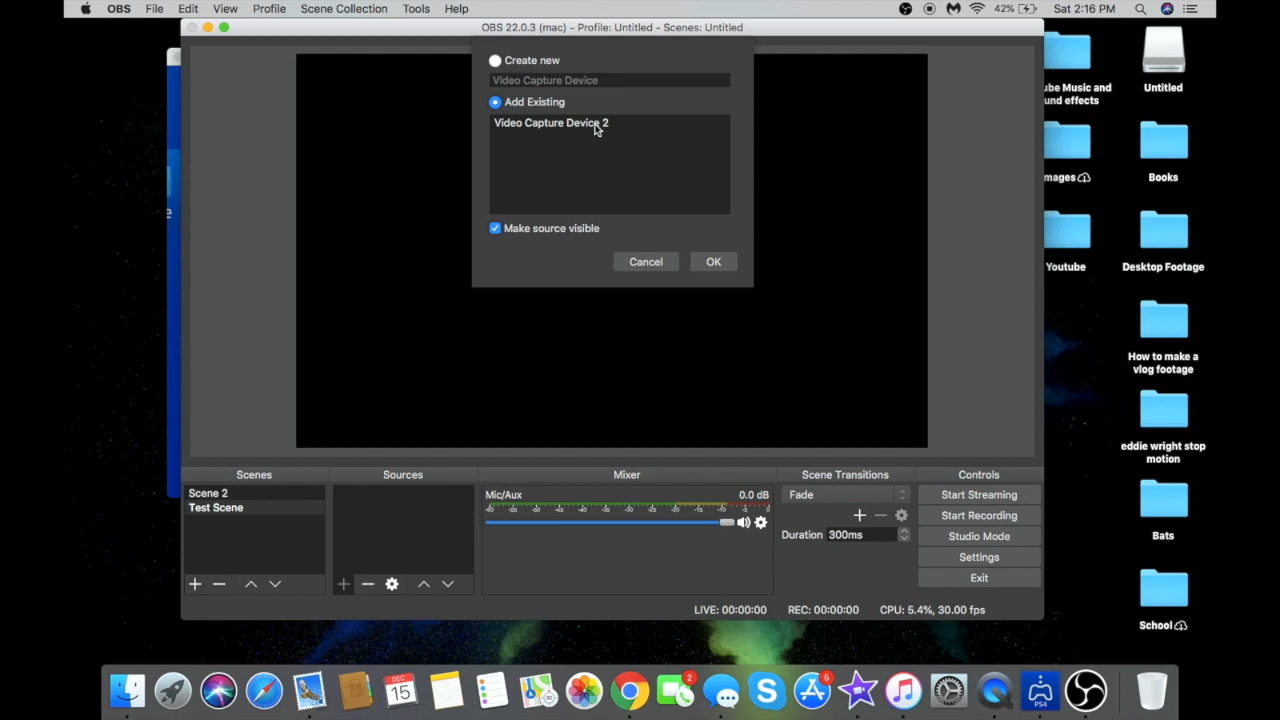 OBS File Edit View Profile Scene Collection Tools Help 42% Sat 2:16 PM
OBS 22.0.3 (mac) - Profile: Untitled - Scenes: Untitled
Create new
Video Capture Device
Add Existing
Video Capture Device 2
Make source visible
Cancel OK
ube Music and
und effects
Untitled
mages
Books
Youtube
Desktop Footage
How to make a
vlog footage
eddie wright stop
motion
Bats
School
Scenes Sources Mixer Scene Transitions Controls
Scene 2
Test Scene
Mic/Aux 0.0 dB
Fade
Duration 300ms
Start Streaming
Start Recording
Studio Mode
Settings
Exit
LIVE: 00:00:00 REC: 00:00:00 CPU: 5.4%, 30.00 fps
DEC
15
2
S
6
PS4